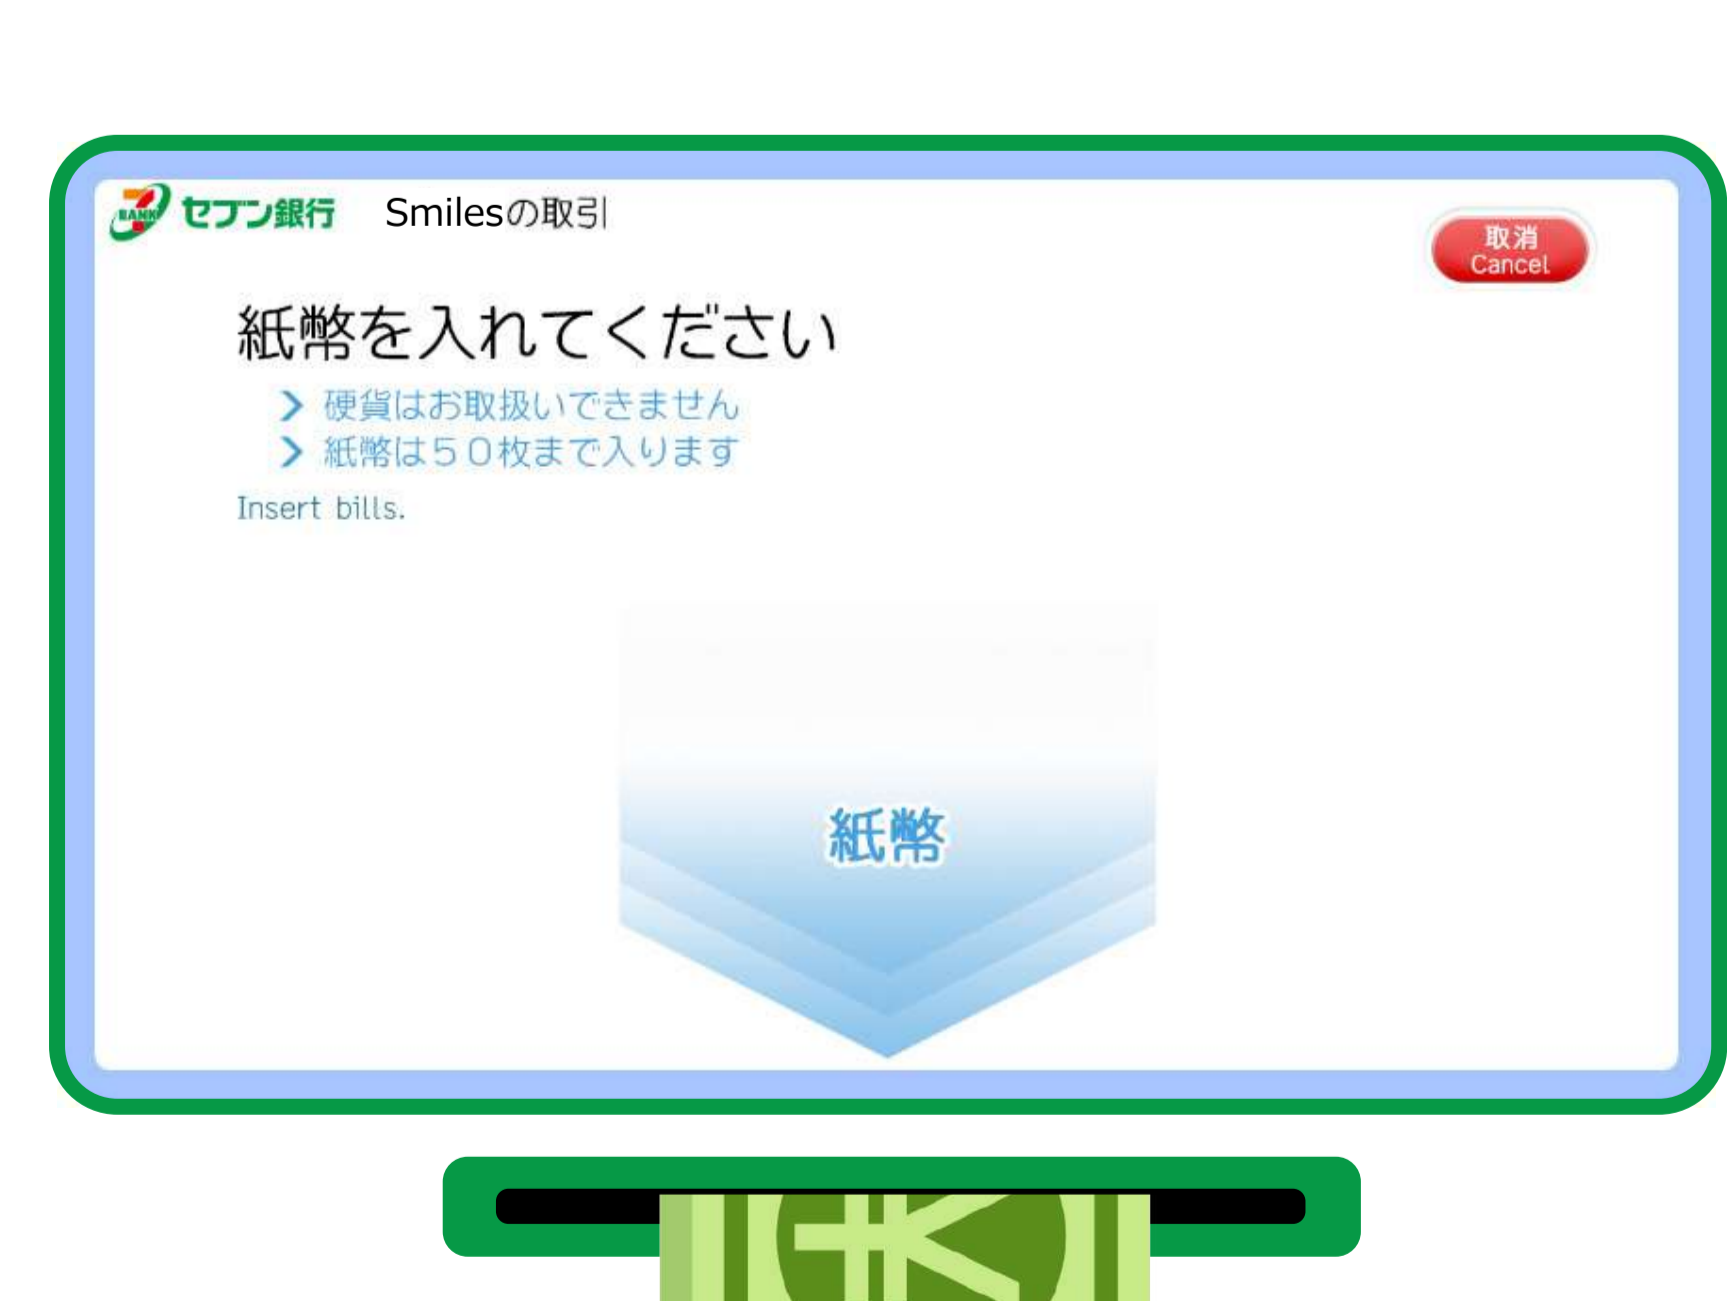 7 BANK セブン銀行 Smilesの取引
取消
Cancel
紙幣を入れてください
> 硬貨はお取扱いできません
> 紙幣は50枚まで入ります
Insert bills.
紙幣